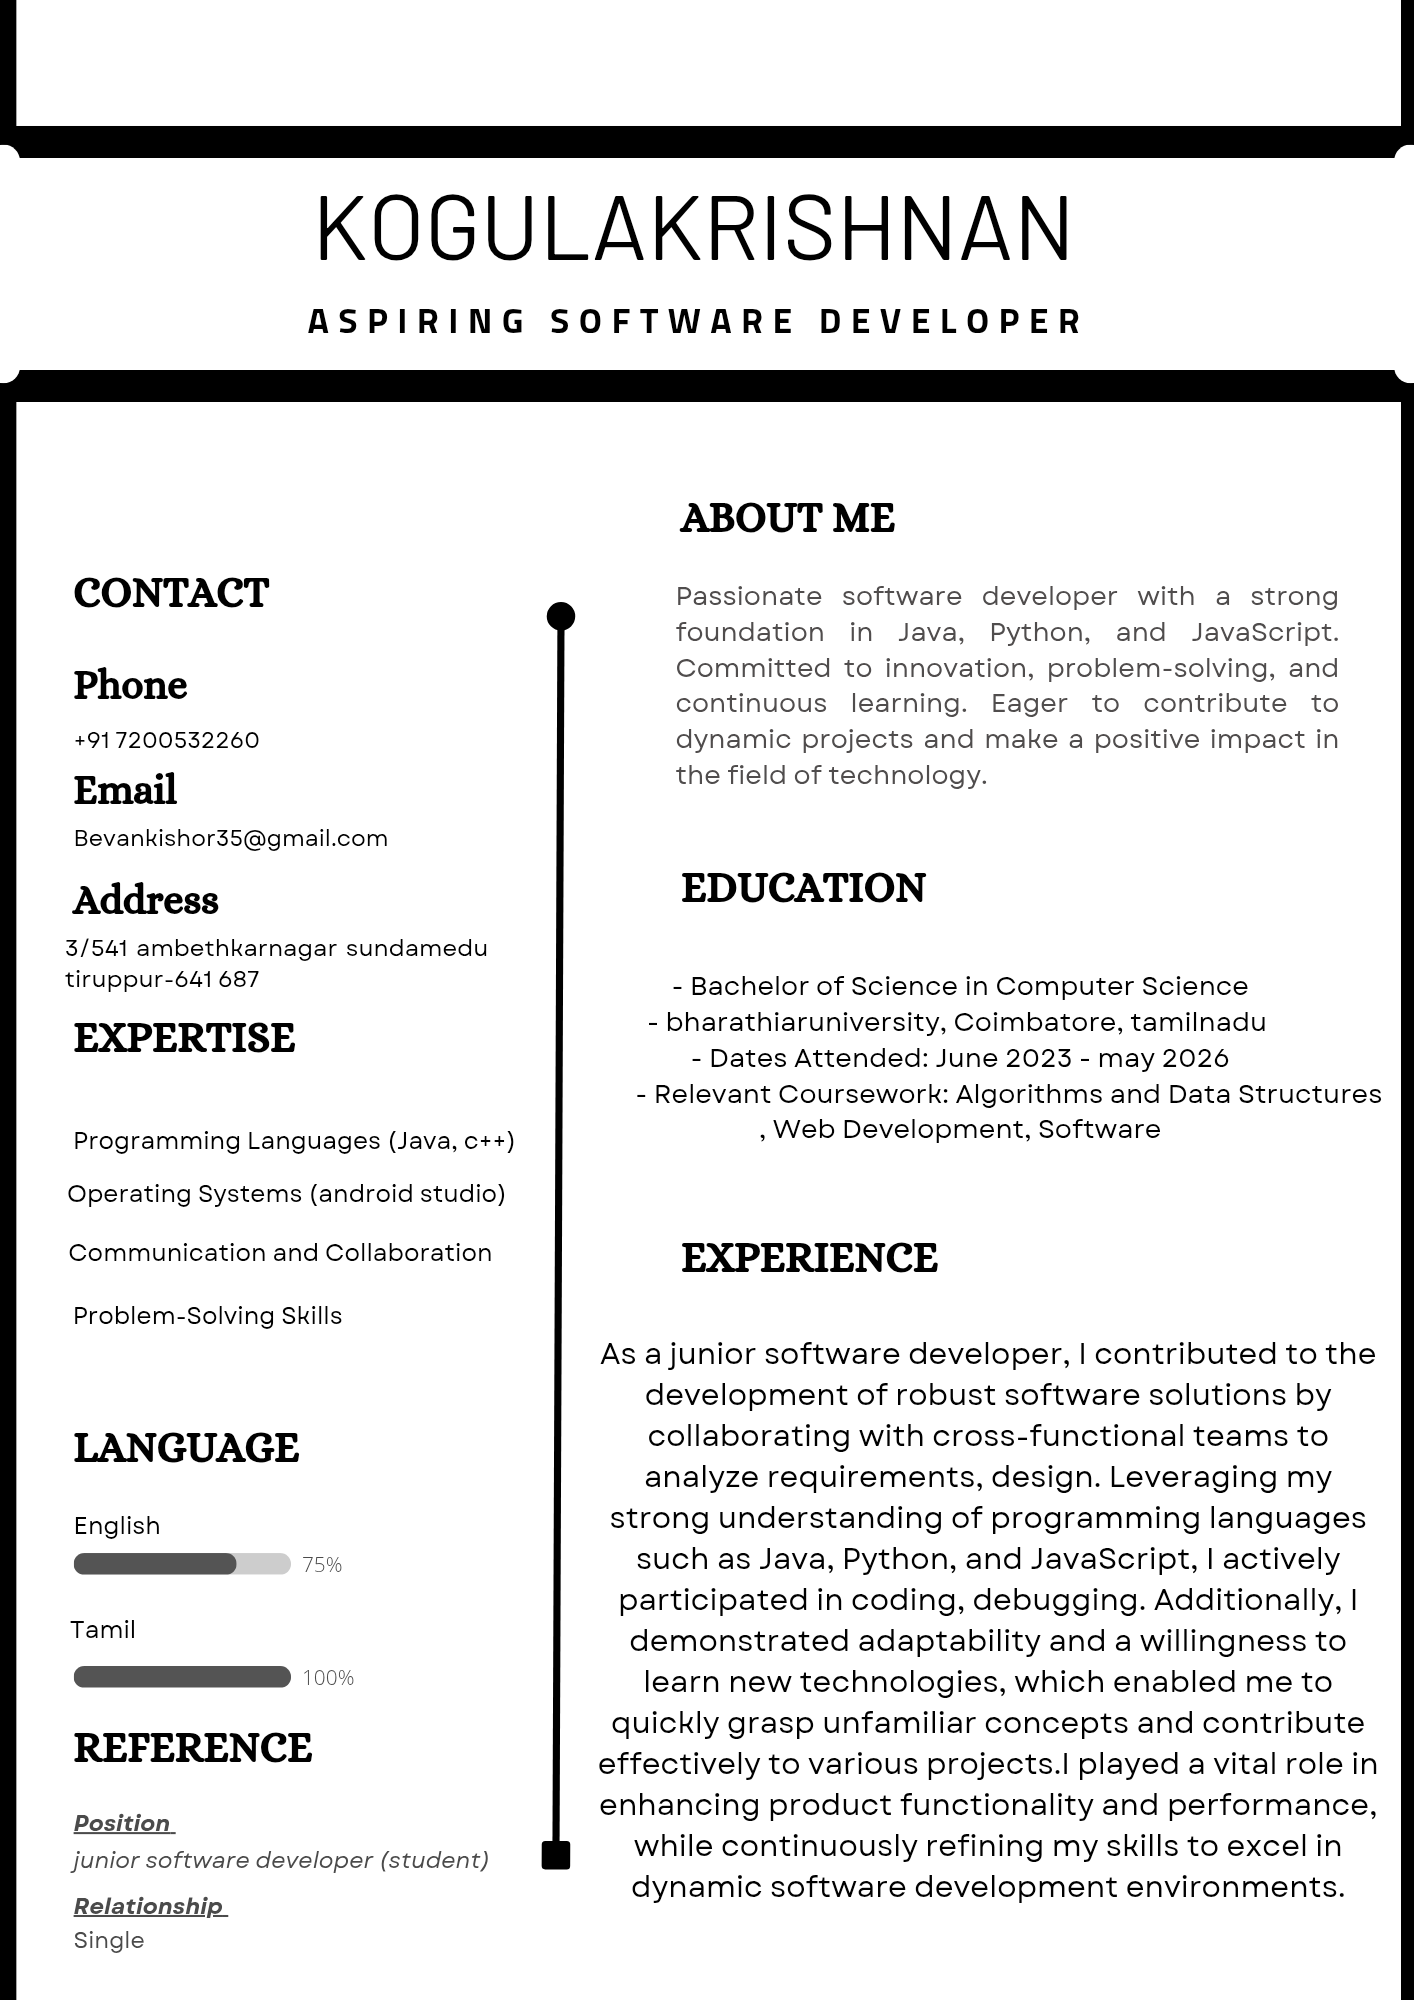 KOGULAKRISHNAN
ASPIRING SOFTWARE DEVELOPER
CONTACT
Phone
+91 7200532260
Email
Bevankishor35@gmail.com
Address
3/541 ambethkarnagar sundamedu
tiruppur-641 687
EXPERTISE
Programming Languages (Java, c++)
Operating Systems (android studio)
Communication and Collaboration
Problem-Solving Skills
LANGUAGE
English
75%
Tamil
100%
REFERENCE
Position
junior software developer (student)
Relationship
Single
ABOUT ME
Passionate software developer with a strong
foundation in Java, Python, and JavaScript.
Committed to innovation, problem-solving, and
continuous learning. Eager to contribute to
dynamic projects and make a positive impact in
the field of technology.
EDUCATION
- Bachelor of Science in Computer Science
- bharathiaruniversity, Coimbatore, tamilnadu
- Dates Attended: June 2023 - may 2026
- Relevant Coursework: Algorithms and Data Structures
, Web Development, Software
EXPERIENCE
As a junior software developer, I contributed to the
development of robust software solutions by
collaborating with cross-functional teams to
analyze requirements, design. Leveraging my
strong understanding of programming languages
such as Java, Python, and JavaScript, I actively
participated in coding, debugging. Additionally, I
demonstrated adaptability and a willingness to
learn new technologies, which enabled me to
quickly grasp unfamiliar concepts and contribute
effectively to various projects.I played a vital role in
enhancing product functionality and performance,
while continuously refining my skills to excel in
dynamic software development environments.